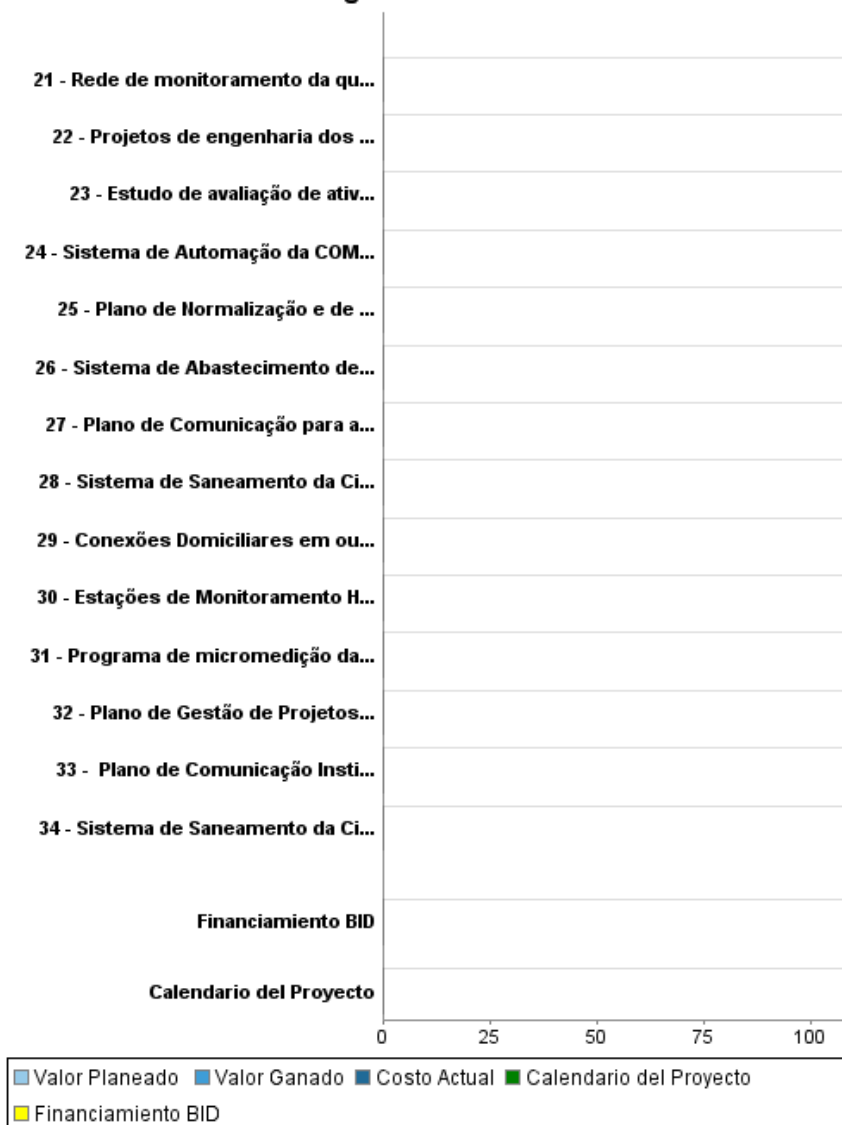 21 - Rede de monitoramento da qu...
22 - Projetos de engenharia dos ...
23 - Estudo de avaliação de ativ...
24 - Sistema de Automação da COM...
25 - Plano de Normalização e de ...
26 - Sistema de Abastecimento de...
27 - Plano de Comunicação para a...
28 - Sistema de Saneamento da Ci...
29 - Conexões Domiciliares em ou...
30 - Estações de Monitoramento H...
31 - Programa de micromedição da...
32 - Plano de Gestão de Projetos...
33 -  Plano de Comunicação Insti...
34 - Sistema de Saneamento da Ci...
Financiamiento BID
Calendario del Proyecto
0 25 50 75 100
Valor Planeado Valor Ganado Costo Actual Calendario del Proyecto
Financiamiento BID